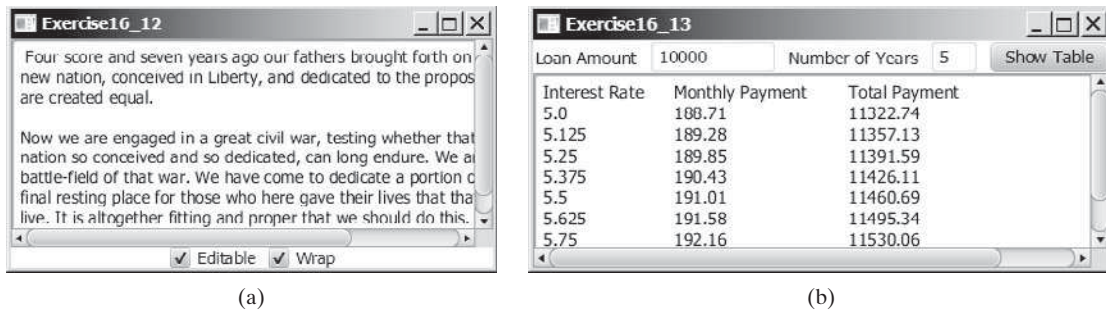 Exercise16_12
Four score and seven years ago our fathers brought forth on
new nation, conceived in Liberty, and dedicated to the propos
are created equal.
Now we are engaged in a great civil war, testing whether that
nation so conceived and so dedicated, can long endure. We ar
battle-field of that war. We have come to dedicate a portion o
final resting place for those who here gave their lives that tha
live. It is altogether fitting and proper that we should do this.
Editable Wrap
(a)
Exercise16_13
Loan Amount 10000 Number of Years 5 Show Table
Interest Rate Monthly Payment Total Payment
5.0 188.71 11322.74
5.125 189.28 11357.13
5.25 189.85 11391.59
5.375 190.43 11426.11
5.5 191.01 11460.69
5.625 191.58 11495.34
5.75 192.16 11530.06
(b)